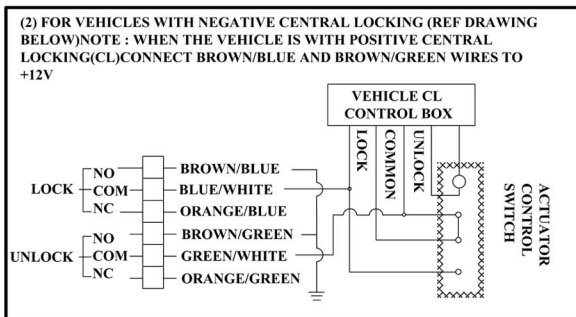 (2) FOR VEHICLES WITH NEGATIVE CENTRAL LOCKING (REF DRAWING
BELOW)NOTE : WHEN THE VEHICLE IS WITH POSITIVE CENTRAL
LOCKING(CL)CONNECT BROWN/BLUE AND BROWN/GREEN WIRES TO
+12V
VEHICLE CL
CONTROL BOX
LOCK
COMMON
UNLOCK
ACTUATOR
CONTROL
SWITCH
LOCK
NO
COM
NC
BROWN/BLUE
BLUE/WHITE
ORANGE/BLUE
UNLOCK
NO
COM
NC
BROWN/GREEN
GREEN/WHITE
ORANGE/GREEN